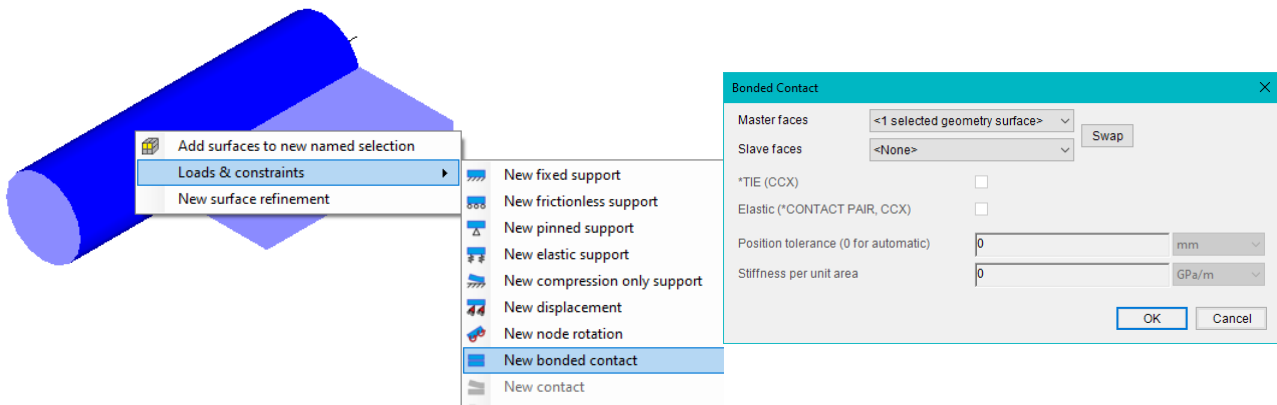 Add surfaces to new named selection
Loads & constraints
New surface refinement
New fixed support
New frictionless support
New pinned support
New elastic support
New compression only support
New displacement
New node rotation
New bonded contact
New contact
Bonded Contact
Master faces <1 selected geometry surface>
Swap
Slave faces <None>
*TIE (CCX)
Elastic (*CONTACT PAIR, CCX)
Position tolerance (0 for automatic) 0 mm
Stiffness per unit area 0 GPa/m
OK Cancel